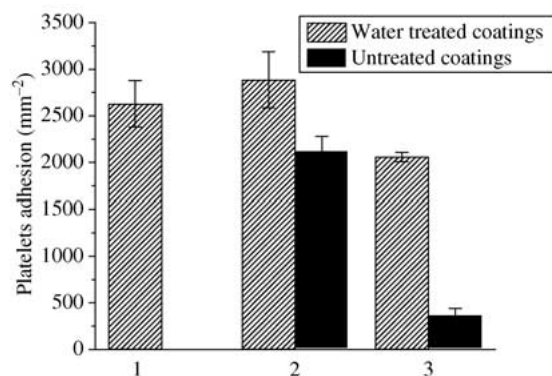 Water treated coatings
Untreated coatings
Platelets adhesion (mm⁻²)
3500
3000
2500
2000
1500
1000
500
0
1 2 3